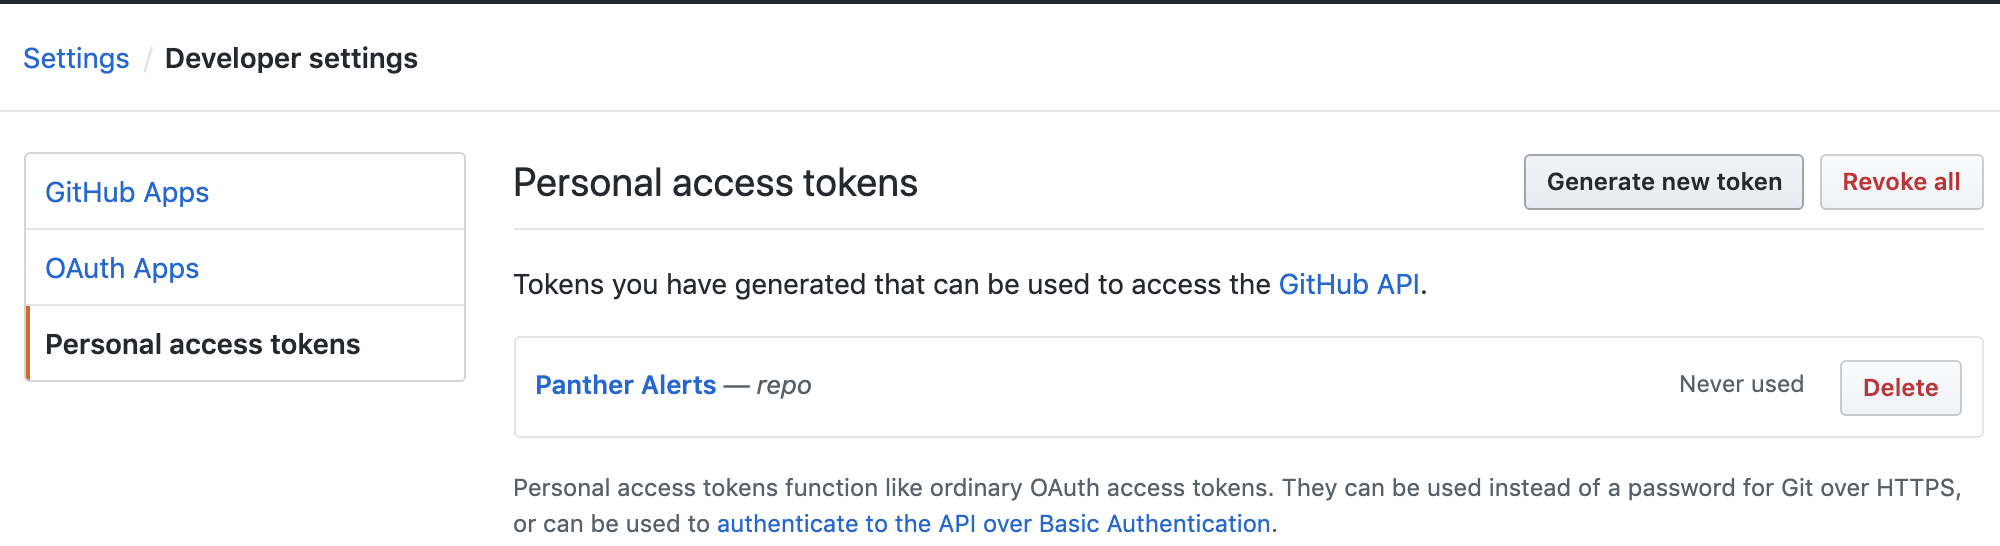 Settings / Developer settings
GitHub Apps
OAuth Apps
Personal access tokens
Personal access tokens
Generate new token
Revoke all
Tokens you have generated that can be used to access the GitHub API.
Panther Alerts — repo
Never used
Delete
Personal access tokens function like ordinary OAuth access tokens. They can be used instead of a password for Git over HTTPS,
or can be used to authenticate to the API over Basic Authentication.